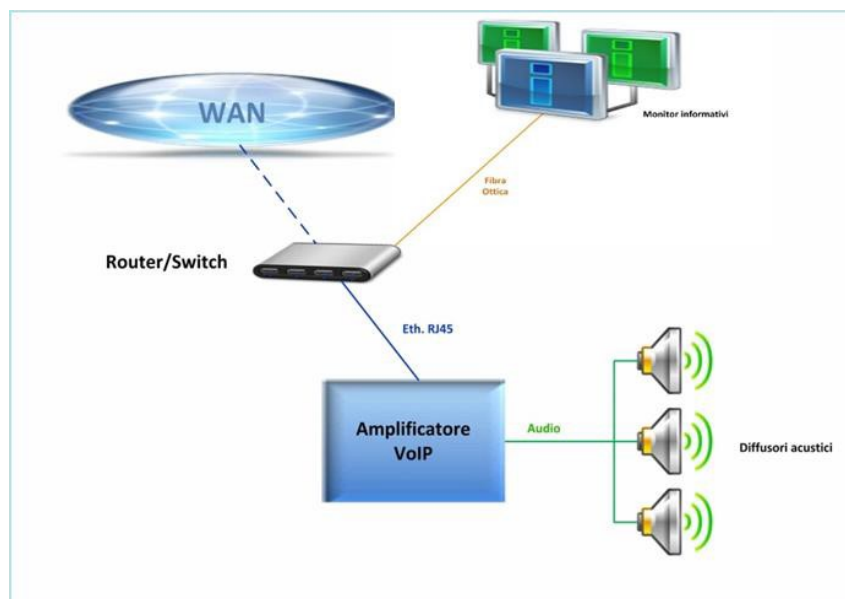 WAN
Monitor informativi
Fibra
Ottica
Router/Switch
Eth. RJ45
Amplificatore
VoIP
Audio
Diffusori acustici